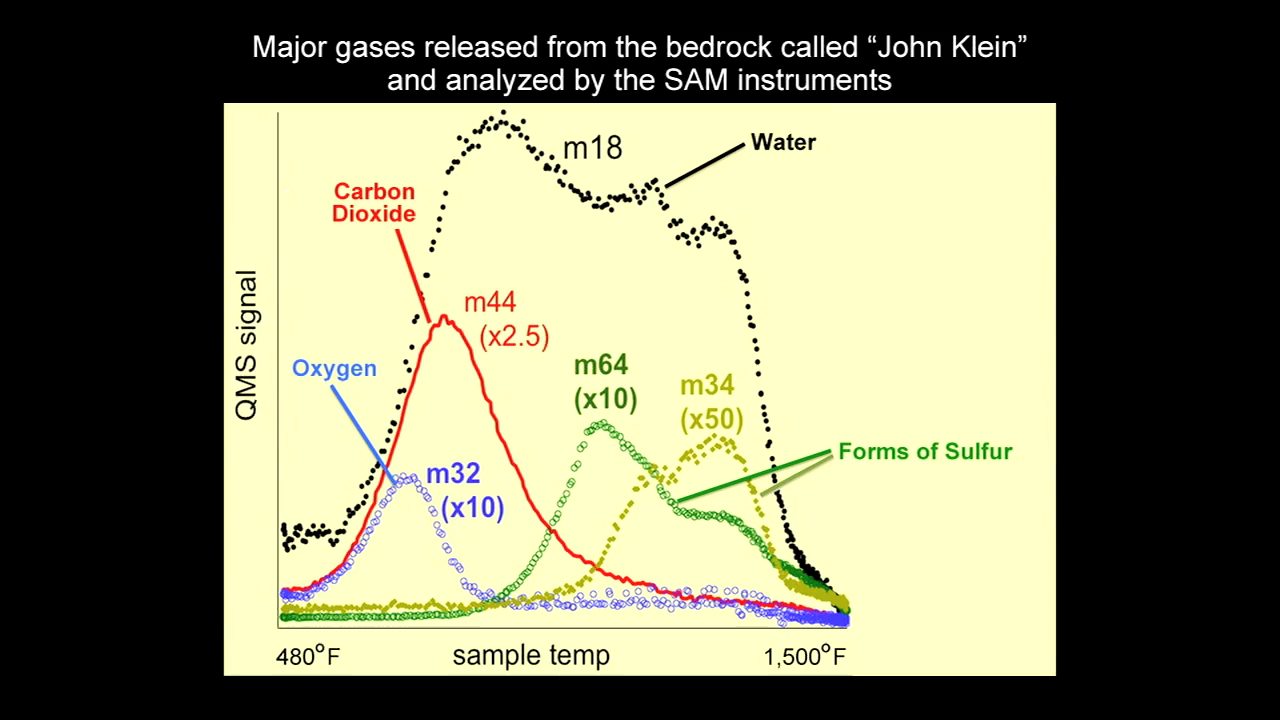 Major gases released from the bedrock called “John Klein”
and analyzed by the SAM instruments
m18
Water
Carbon
Dioxide
m44
(x2.5)
Oxygen
m64
(x10)
m34
(x50)
QMS signal
Forms of Sulfur
m32
(x10)
480°F
sample temp
1,500°F